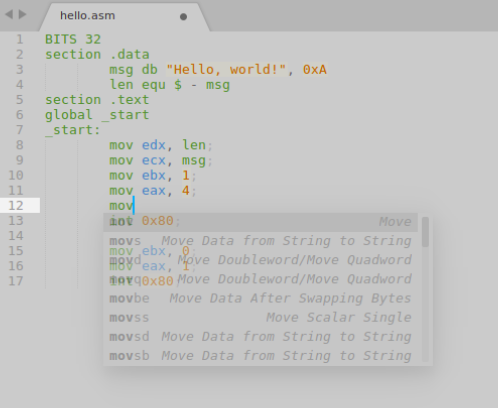 hello.asm
1 BITS 32
2 section .data
3 msg db "Hello, world!", 0xA
4 len equ $ - msg
5 section .text
6 global _start
7 _start:
8 mov edx, len;
9 mov ecx, msg;
10 mov ebx, 1;
11 mov eax, 4;
12 mov
13 int 0x80;
14
15 mov ebx, 0
16 mov eax, 1;
17 int 0x80;
mov Move
movs Move Data from String to String
movd Move Doubleword/Move Quadword
movq Move Doubleword/Move Quadword
movbe Move Data After Swapping Bytes
movss Move Scalar Single
movsd Move Data from String to String
movsb Move Data from String to String